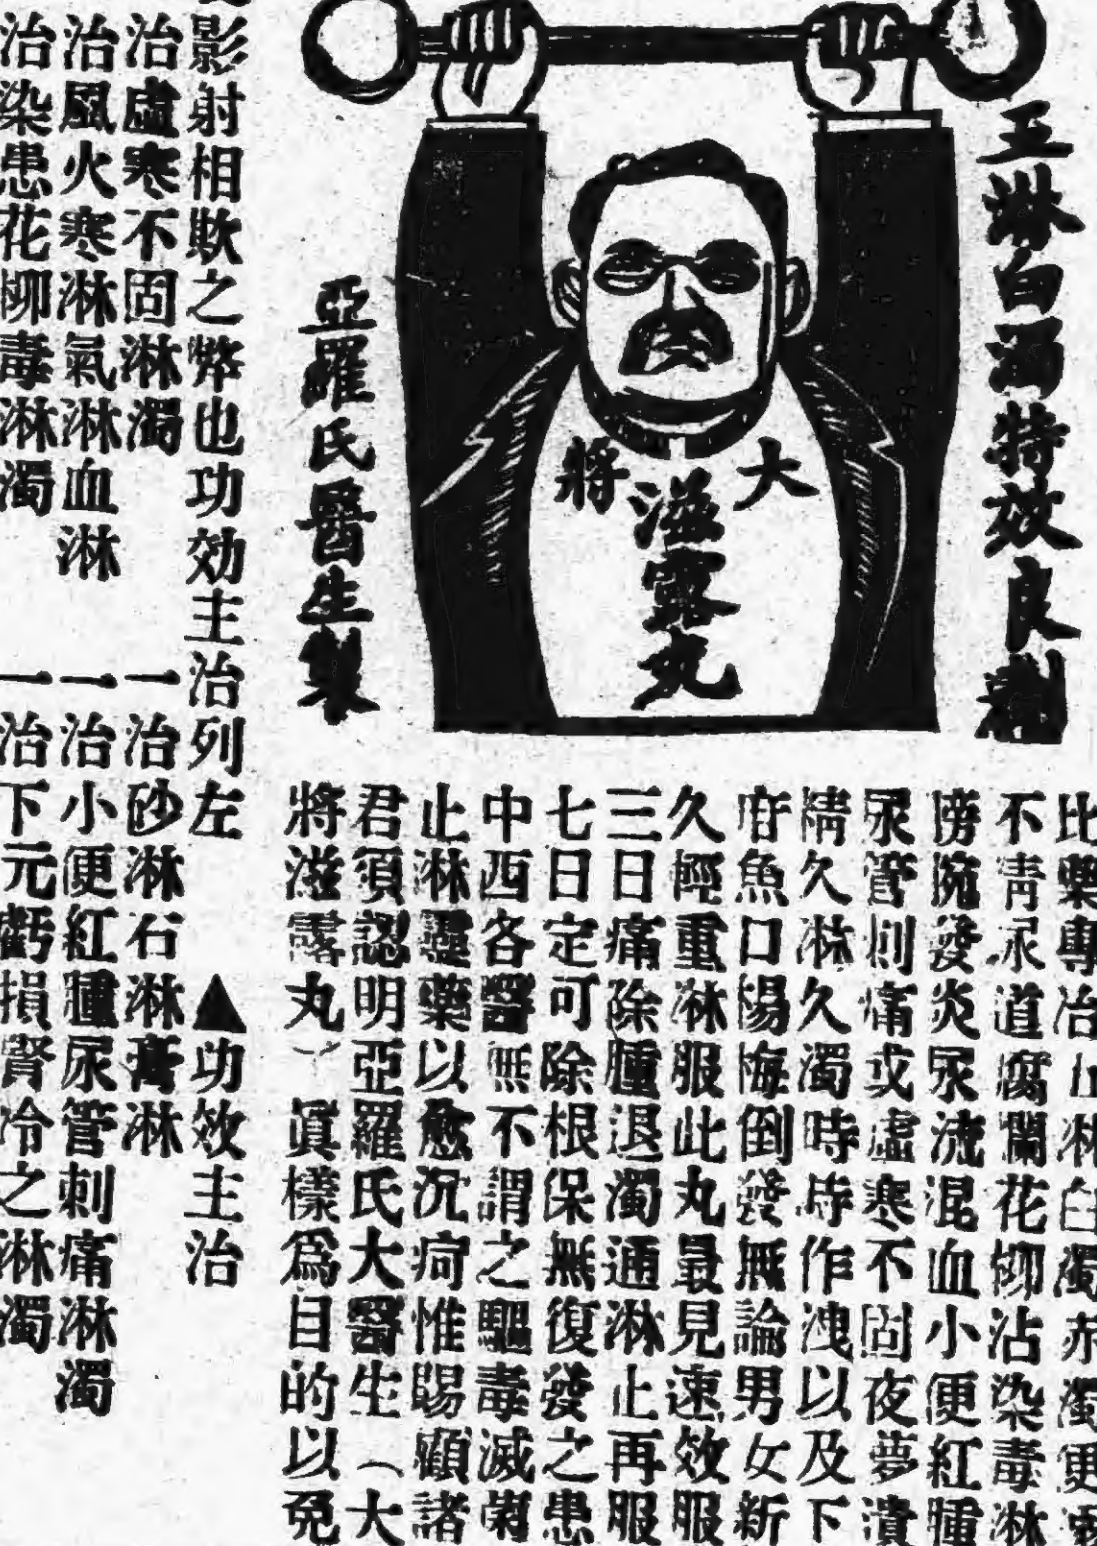 五淋白濁特效良劑
大將
滋露丸
亞羅氏醫生製
比藥專治五淋白濁赤濁更
不清尿道腐爛花柳沾染毒淋
膀胱發炎尿流混血小便紅腫
尿管刺痛或虛寒不固夜夢
精久淋久濁時時作洩以及下
疳魚口楊梅倒發無論男女新
久輕重淋服此丸最見速效服
三日痛除腫退濁通淋止再服
七日定可除根保無復發之患
中西各醫無不謂之驅毒滅菌
此淋靈藥以愈沉疴惟賜顧諸
君須認明亞羅氏大醫生（大
將滋露丸）眞樣爲目的以免
影射相欺之弊也功効主治列左 ▲功效主治
治虛寒不固淋濁 一治砂淋石淋膏淋
治風火寒淋氣淋血淋 一治小便紅腫尿管刺痛淋濁
治染患花柳毒淋濁 一治下元虧損腎冷之淋濁